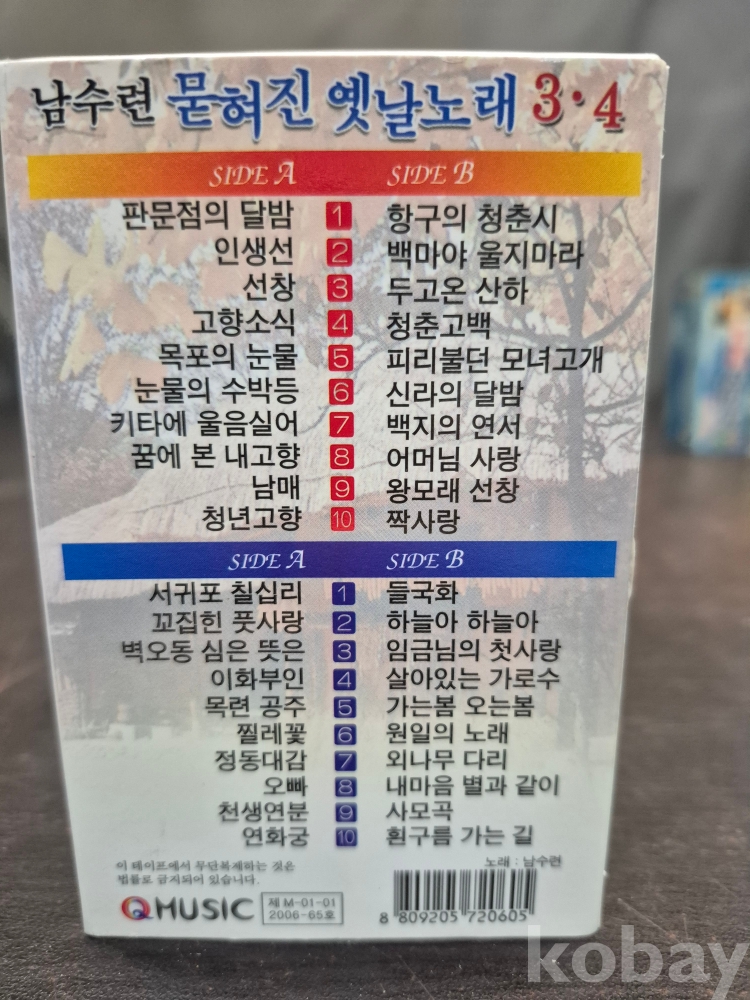 남수련 묻혀진 옛날노래 3·4
SIDE A SIDE B
판문점의 달밤 1 항구의 청춘시
인생선 2 백마야 울지마라
선창 3 두고온 산하
고향소식 4 청춘고백
목포의 눈물 5 피리불던 모녀고개
눈물의 수박등 6 신라의 달밤
키타에 울음실어 7 백지의 연서
꿈에 본 내고향 8 어머님 사랑
남매 9 왕모래 선창
청년고향 10 짝사랑
SIDE A SIDE B
서귀포 칠십리 1 들국화
꼬집힌 풋사랑 2 하늘아 하늘아
벽오동 심은 뜻은 3 임금님의 첫사랑
이화부인 4 살아있는 가로수
목련 공주 5 가는봄 오는봄
찔레꽃 6 원일의 노래
정동대감 7 외나무 다리
오빠 8 내마음 별과 같이
천생연분 9 사모곡
연화궁 10 흰구름 가는 길
이 테이프에서 무단복제하는 것은
법률로 금지되어 있습니다.
노래 : 남수련
QMUSIC
제 M-01-01
2006-65호
8 809205 720605
kobay